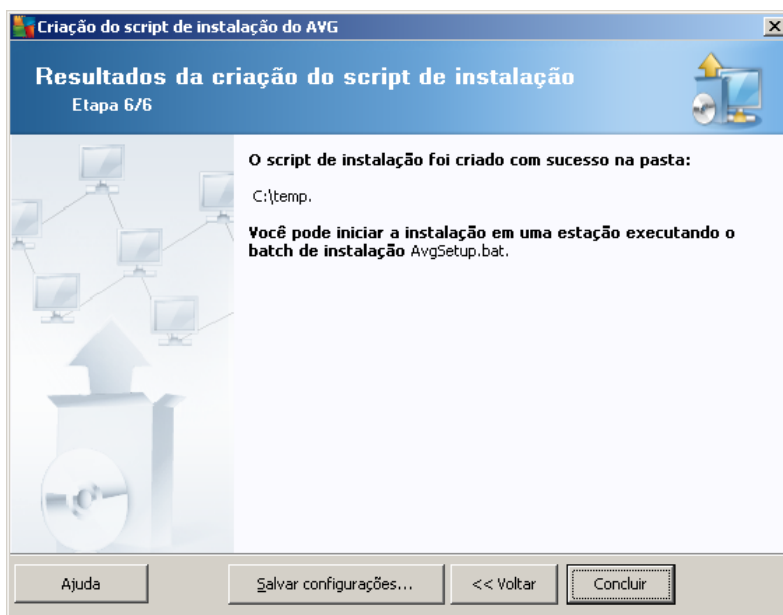 Criação do script de instalação do AVG
Resultados da criação do script de instalação
Etapa 6/6
O script de instalação foi criado com sucesso na pasta:
C:\temp.
Você pode iniciar a instalação em uma estação executando o
batch de instalação AvgSetup.bat.
Ajuda
Salvar configurações...
<< Voltar
Concluir